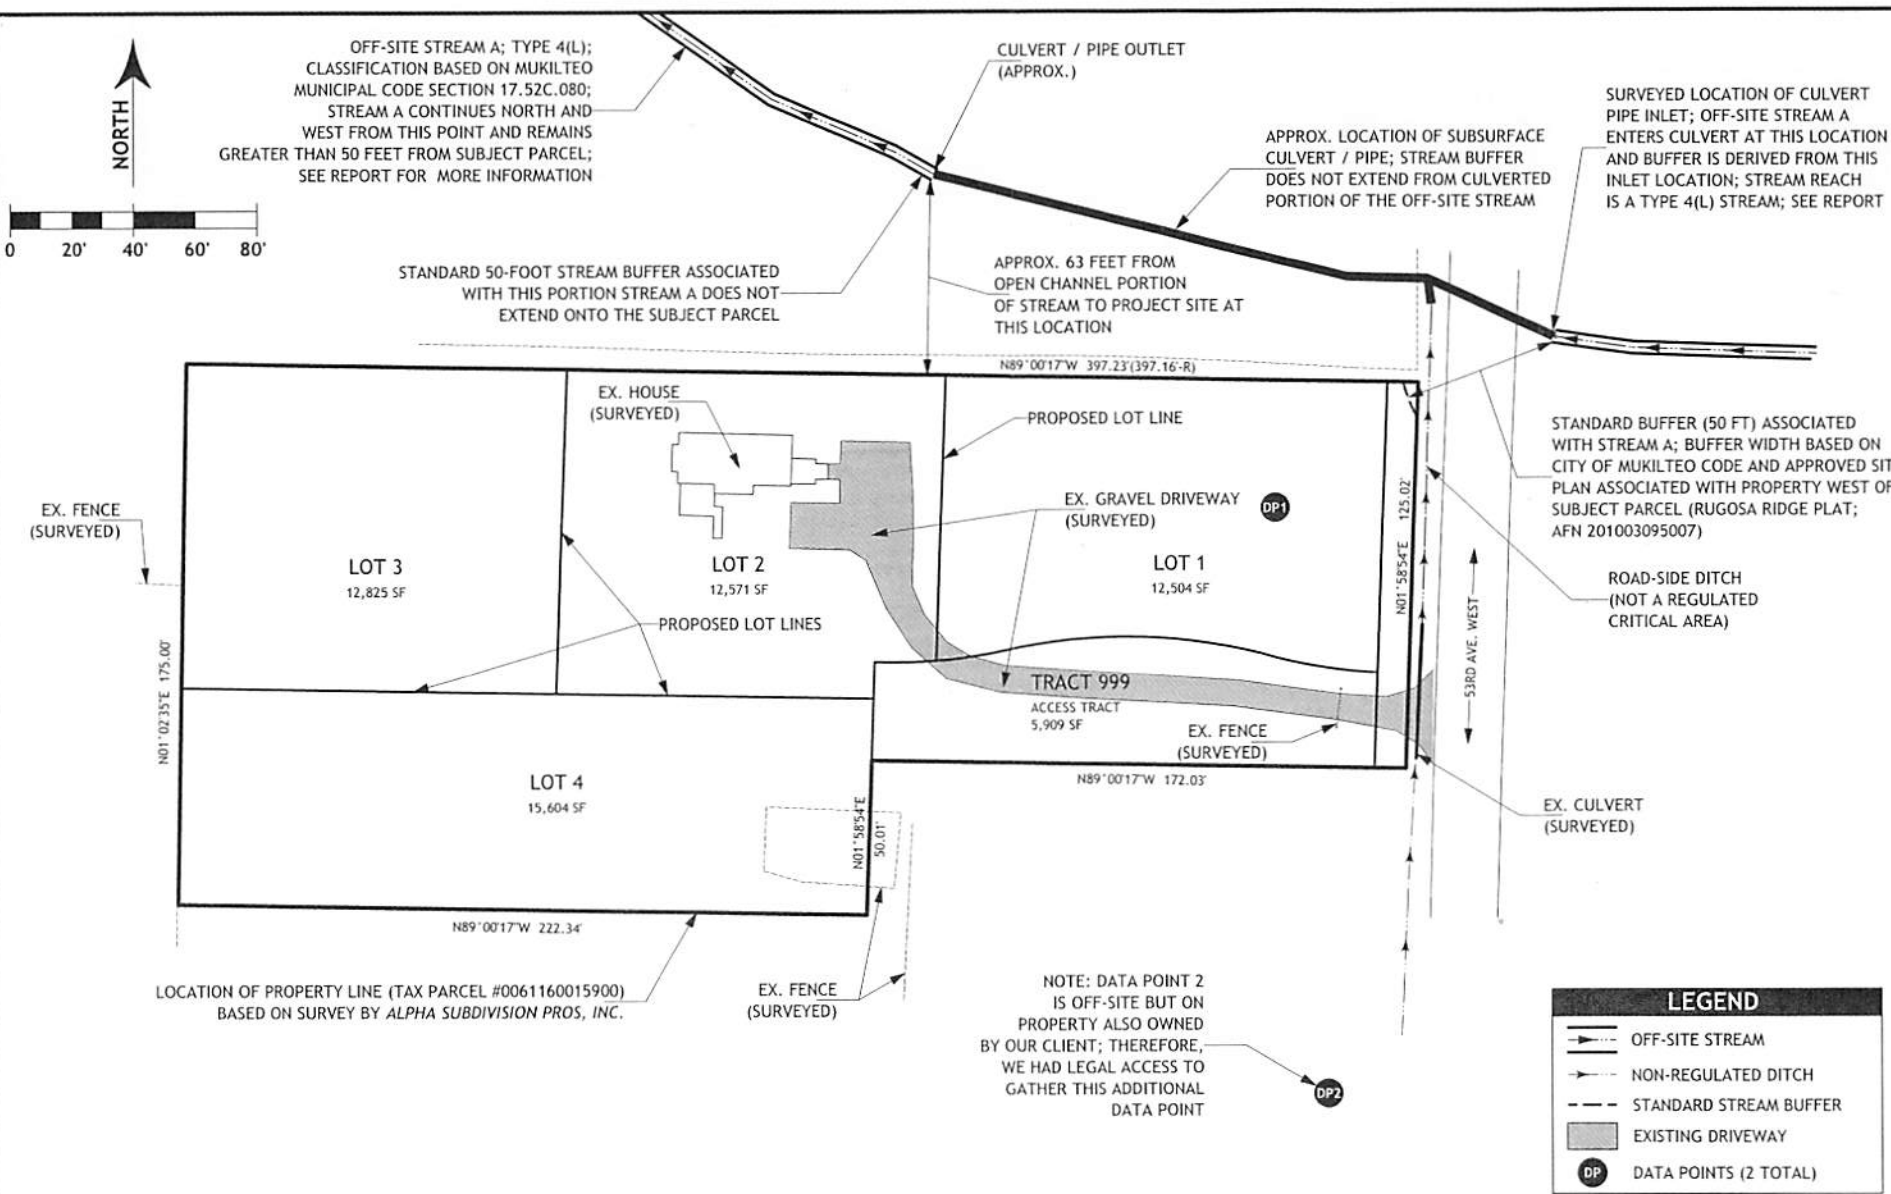 NORTH
0 20' 40' 60' 80'
OFF-SITE STREAM A; TYPE 4(L);
CLASSIFICATION BASED ON MUKILTEO
MUNICIPAL CODE SECTION 17.52C.080;
STREAM A CONTINUES NORTH AND
WEST FROM THIS POINT AND REMAINS
GREATER THAN 50 FEET FROM SUBJECT PARCEL;
SEE REPORT FOR MORE INFORMATION
CULVERT / PIPE OUTLET
(APPROX.)
APPROX. LOCATION OF SUBSURFACE
CULVERT / PIPE; STREAM BUFFER
DOES NOT EXTEND FROM CULVERTED
PORTION OF THE OFF-SITE STREAM
SURVEYED LOCATION OF CULVERT
PIPE INLET; OFF-SITE STREAM A
ENTERS CULVERT AT THIS LOCATION
AND BUFFER IS DERIVED FROM THIS
INLET LOCATION; STREAM REACH
IS A TYPE 4(L) STREAM; SEE REPORT
STANDARD 50-FOOT STREAM BUFFER ASSOCIATED
WITH THIS PORTION STREAM A DOES NOT
EXTEND ONTO THE SUBJECT PARCEL
APPROX. 63 FEET FROM
OPEN CHANNEL PORTION
OF STREAM TO PROJECT SITE AT
THIS LOCATION
N89°00'17"W 397.23'(397.16'-R)
EX. HOUSE
(SURVEYED)
PROPOSED LOT LINE
STANDARD BUFFER (50 FT) ASSOCIATED
WITH STREAM A; BUFFER WIDTH BASED ON
CITY OF MUKILTEO CODE AND APPROVED SIT
PLAN ASSOCIATED WITH PROPERTY WEST OF
SUBJECT PARCEL (RUGOSA RIDGE PLAT;
AFN 201003095007)
EX. FENCE
(SURVEYED)
EX. GRAVEL DRIVEWAY
(SURVEYED)
DP1
N01°58'54"E 125.02'
LOT 3
12,825 SF
LOT 2
12,571 SF
LOT 1
12,504 SF
ROAD-SIDE DITCH
(NOT A REGULATED
CRITICAL AREA)
53RD AVE. WEST
PROPOSED LOT LINES
N01°02'35"E 175.00'
TRACT 999
ACCESS TRACT
5,909 SF
EX. FENCE
(SURVEYED)
N89°00'17"W 172.03'
LOT 4
15,604 SF
N01°58'54"E
50.01'
EX. CULVERT
(SURVEYED)
N89°00'17"W 222.34'
LOCATION OF PROPERTY LINE (TAX PARCEL #0061160015900)
BASED ON SURVEY BY ALPHA SUBDIVISION PROS, INC.
EX. FENCE
(SURVEYED)
NOTE: DATA POINT 2
IS OFF-SITE BUT ON
PROPERTY ALSO OWNED
BY OUR CLIENT; THEREFORE,
WE HAD LEGAL ACCESS TO
GATHER THIS ADDITIONAL
DATA POINT
DP2
LEGEND
OFF-SITE STREAM
NON-REGULATED DITCH
STANDARD STREAM BUFFER
EXISTING DRIVEWAY
DP DATA POINTS (2 TOTAL)